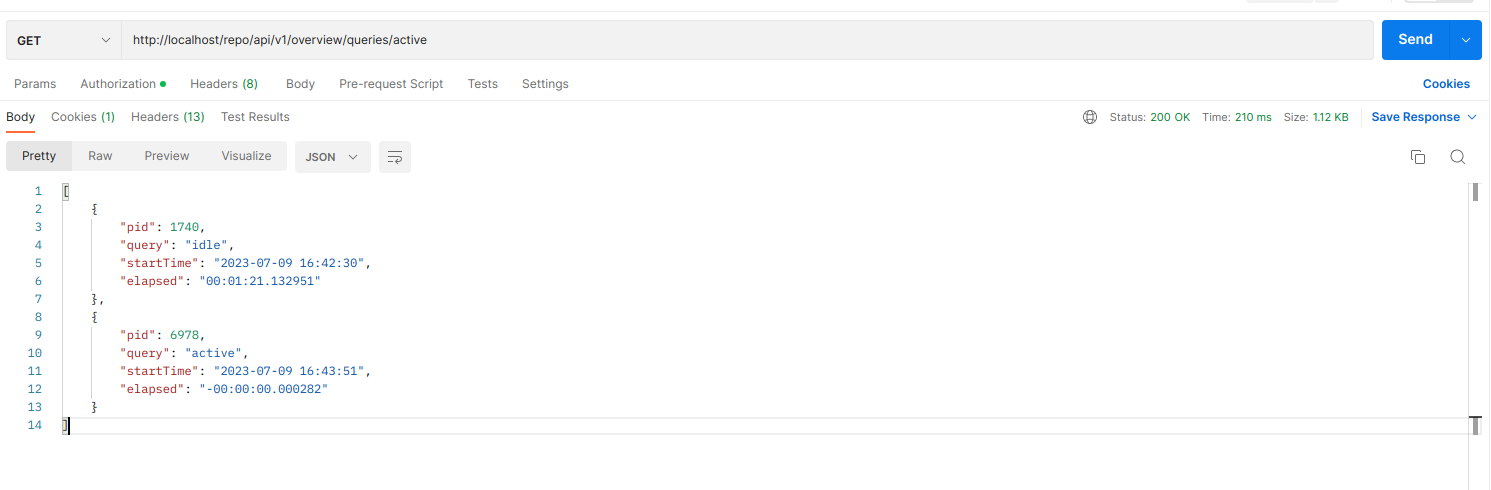 GET http://localhost/repo/api/v1/overview/queries/active Send
Params Authorization Headers (8) Body Pre-request Script Tests Settings Cookies
Body Cookies (1) Headers (13) Test Results Status: 200 OK Time: 210 ms Size: 1.12 KB Save Response
Pretty Raw Preview Visualize JSON
1 [
2 {
3 "pid": 1740,
4 "query": "idle",
5 "startTime": "2023-07-09 16:42:30",
6 "elapsed": "00:01:21.132951"
7 },
8 {
9 "pid": 6978,
10 "query": "active",
11 "startTime": "2023-07-09 16:43:51",
12 "elapsed": "-00:00:00.000282"
13 }
14 ]